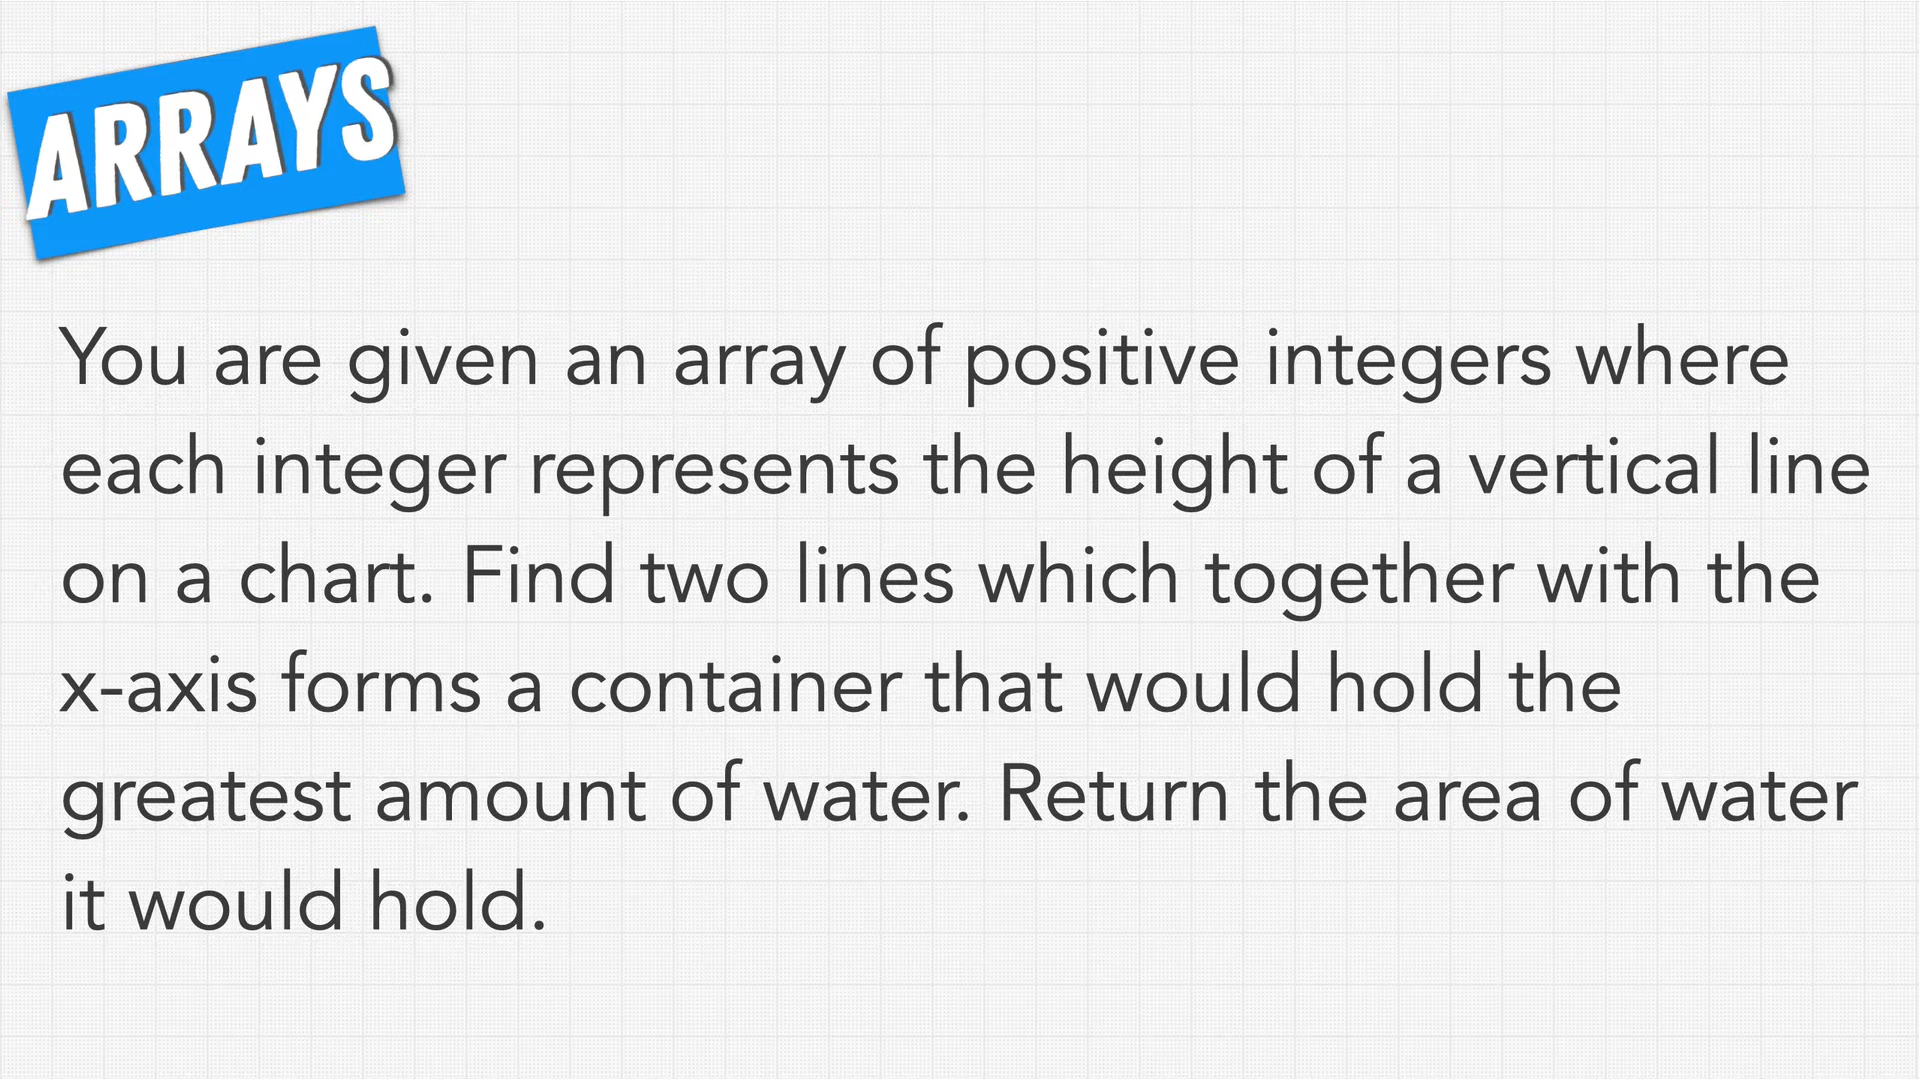 ARRAYS
You are given an array of positive integers where
each integer represents the height of a vertical line
on a chart. Find two lines which together with the
x-axis forms a container that would hold the
greatest amount of water. Return the area of water
it would hold.